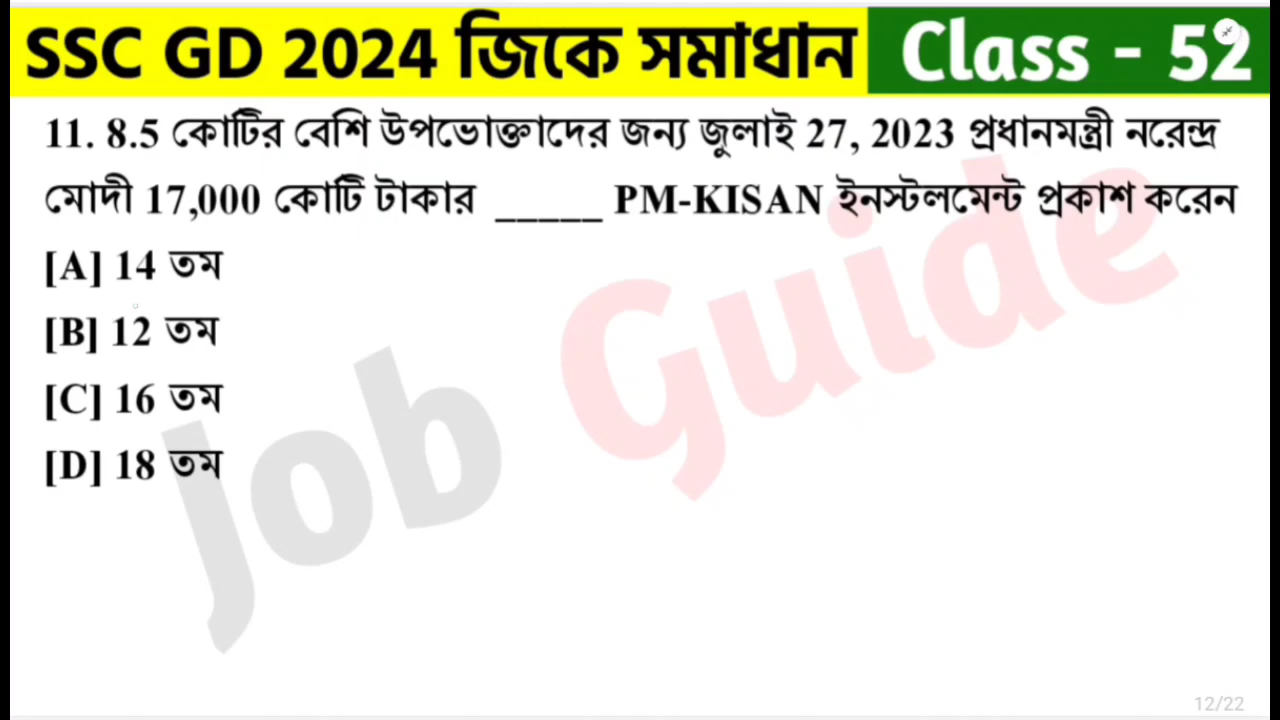 SSC GD 2024 জিকে সমাধান Class - 52
11. 8.5 কোটির বেশি উপভোক্তাদের জন্য জুলাই 27, 2023 প্রধানমন্ত্রী নরেন্দ্র
মোদী 17,000 কোটি টাকার _____ PM-KISAN ইনস্টলমেন্ট প্রকাশ করেন
[A] 14 তম
[B] 12 তম
[C] 16 তম
[D] 18 তম
Job Guide
12/22